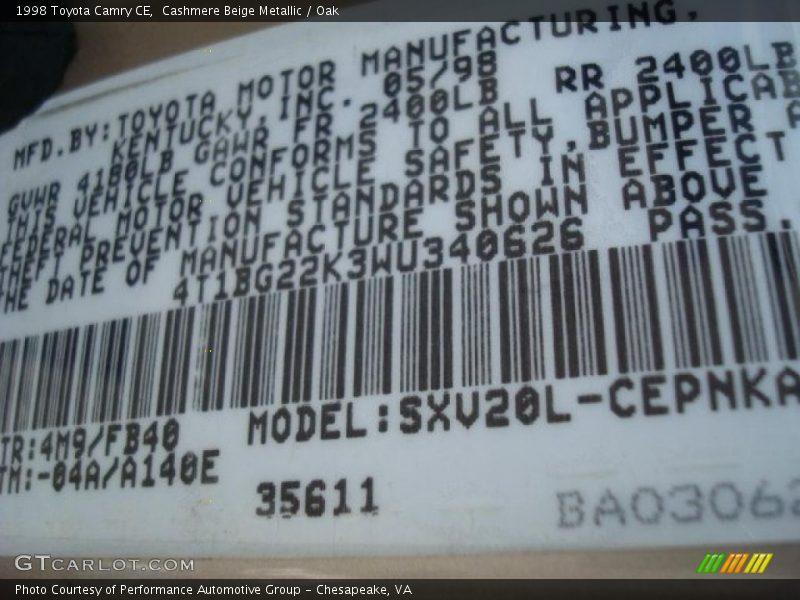 1998 Toyota Camry CE,  Cashmere Beige Metallic / Oak
MFD.BY:TOYOTA MOTOR MANUFACTURING,
KENTUCKY,INC. 05/98
GVWR 4180LB GAWR FR 2400LB RR 2400LB
THIS VEHICLE CONFORMS TO ALL APPLICAB
FEDERAL MOTOR VEHICLE SAFETY,BUMPER A
THEFT PREVENTION STANDARDS IN EFFECT
THE DATE OF MANUFACTURE SHOWN ABOVE
4T1BG22K3WU340626 PASS.
TR:4M9/FB40 MODEL:SXV20L-CEPNKA
TM:-04A/A140E
35611 BA03062
GTCARLOT.COM
Photo Courtesy of Performance Automotive Group - Chesapeake, VA